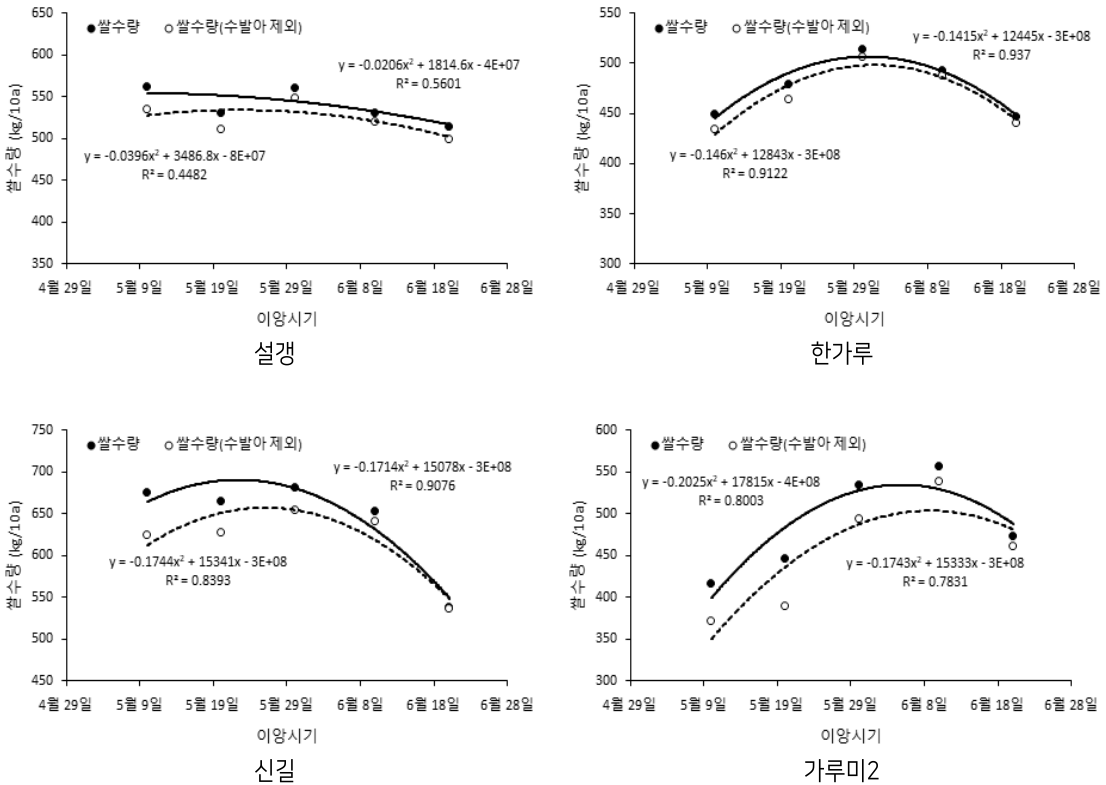 650
600
550
500
450
400
350
쌀수량 (kg/10a)
쌀수량 쌀수량(수발아 제외)
y = -0.0206x² + 1814.6x - 4E+07
R² = 0.5601
y = -0.0396x² + 3486.8x - 8E+07
R² = 0.4482
4월 29일 5월 9일 5월 19일 5월 29일 6월 8일 6월 18일 6월 28일
이앙시기
설갱
550
500
450
400
350
300
쌀수량 (kg/10a)
쌀수량 쌀수량(수발아 제외)
y = -0.1415x² + 12445x - 3E+08
R² = 0.937
y = -0.146x² + 12843x - 3E+08
R² = 0.9122
4월 29일 5월 9일 5월 19일 5월 29일 6월 8일 6월 18일 6월 28일
이앙시기
한가루
750
700
650
600
550
500
450
쌀수량 (kg/10a)
쌀수량 쌀수량(수발아 제외)
y = -0.1714x² + 15078x - 3E+08
R² = 0.9076
y = -0.1744x² + 15341x - 3E+08
R² = 0.8393
4월 29일 5월 9일 5월 19일 5월 29일 6월 8일 6월 18일 6월 28일
이앙시기
신길
600
550
500
450
400
350
300
쌀수량 (kg/10a)
쌀수량 쌀수량(수발아 제외)
y = -0.2025x² + 17815x - 4E+08
R² = 0.8003
y = -0.1743x² + 15333x - 3E+08
R² = 0.7831
4월 29일 5월 9일 5월 19일 5월 29일 6월 8일 6월 18일 6월 28일
이앙시기
가루미2